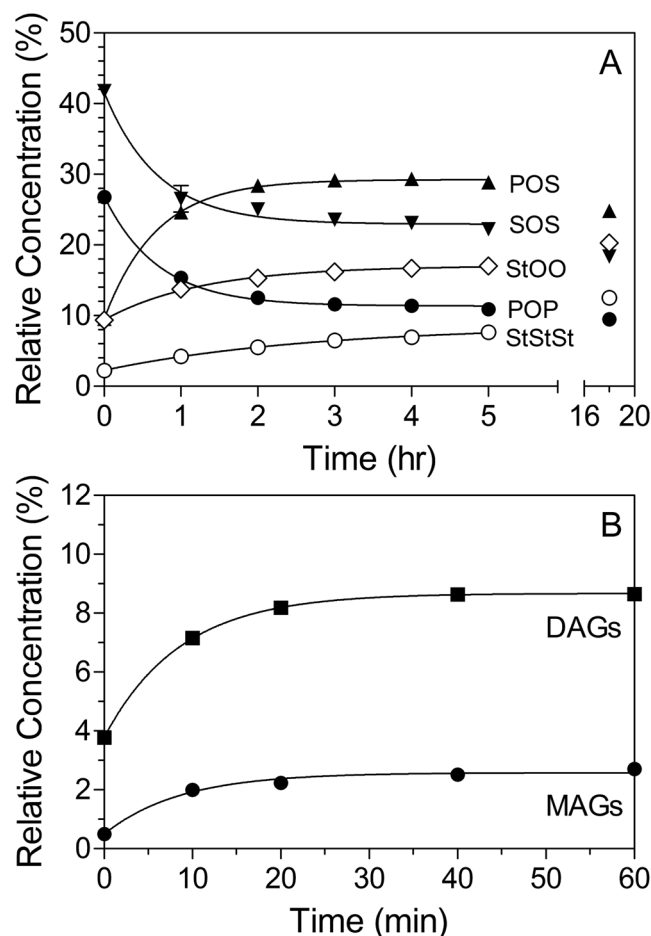 A
Relative Concentration (%)
50
40
30
20
10
0
POS
SOS
StOO
POP
StStSt
0 1 2 3 4 5 16 20
Time (hr)
B
Relative Concentration (%)
12
10
8
6
4
2
0
DAGs
MAGs
0 10 20 30 40 50 60
Time (min)